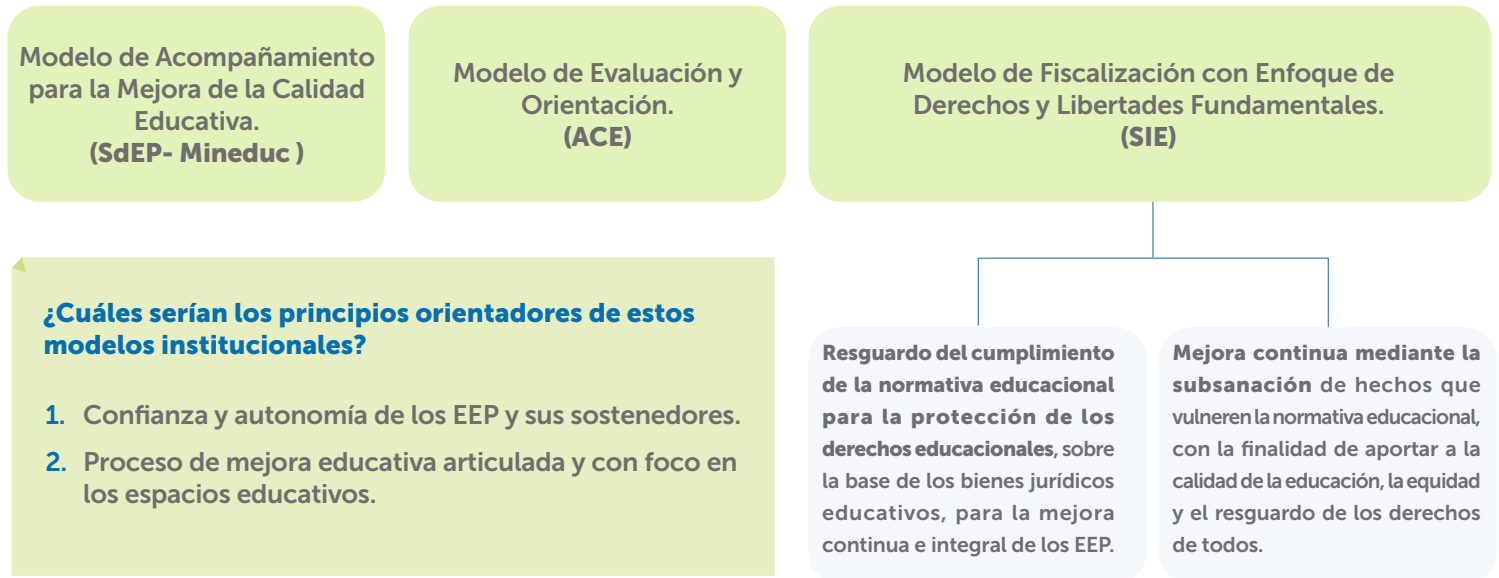 Modelo de Acompañamiento
para la Mejora de la Calidad
Educativa.
(SdEP- Mineduc )
Modelo de Evaluación y
Orientación.
(ACE)
Modelo de Fiscalización con Enfoque de
Derechos y Libertades Fundamentales.
(SIE)
¿Cuáles serían los principios orientadores de estos
modelos institucionales?
1. Confianza y autonomía de los EEP y sus sostenedores.
2. Proceso de mejora educativa articulada y con foco en
los espacios educativos.
Resguardo del cumplimiento
de la normativa educacional
para la protección de los
derechos educacionales, sobre
la base de los bienes jurídicos
educativos, para la mejora
continua e integral de los EEP.
Mejora continua mediante la
subsanación de hechos que
vulneren la normativa educacional,
con la finalidad de aportar a la
calidad de la educación, la equidad
y el resguardo de los derechos
de todos.